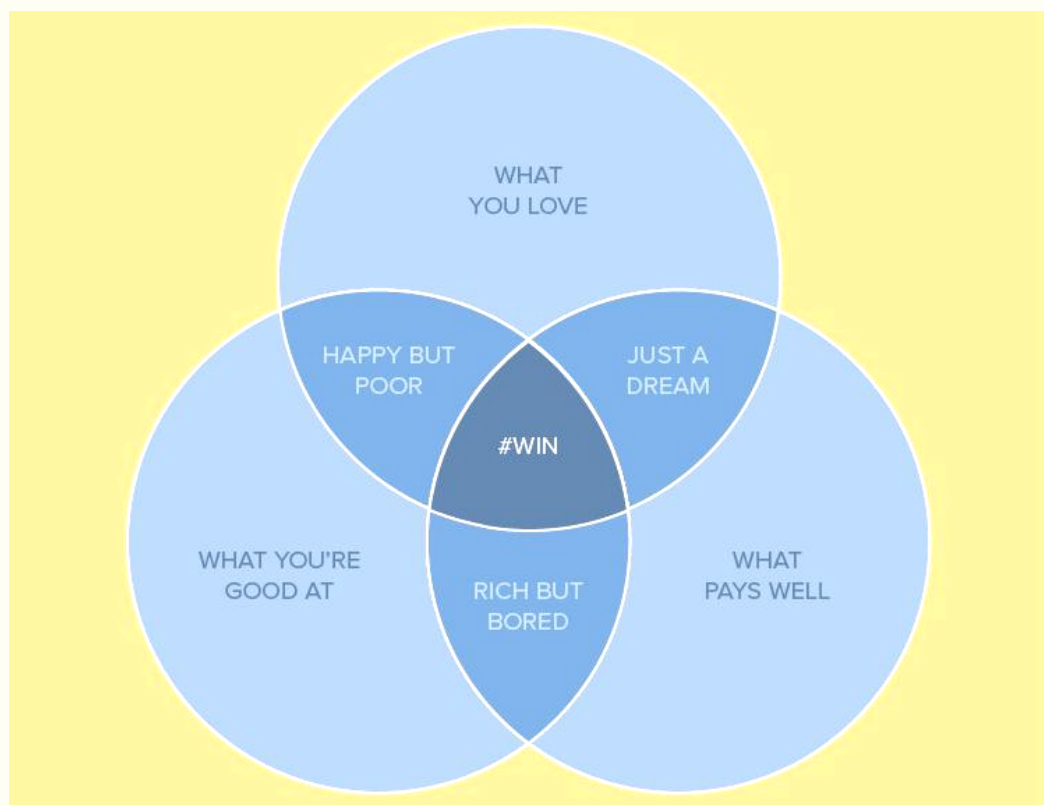 WHAT
YOU LOVE
HAPPY BUT
POOR
JUST A
DREAM
#WIN
WHAT YOU'RE
GOOD AT
RICH BUT
BORED
WHAT
PAYS WELL